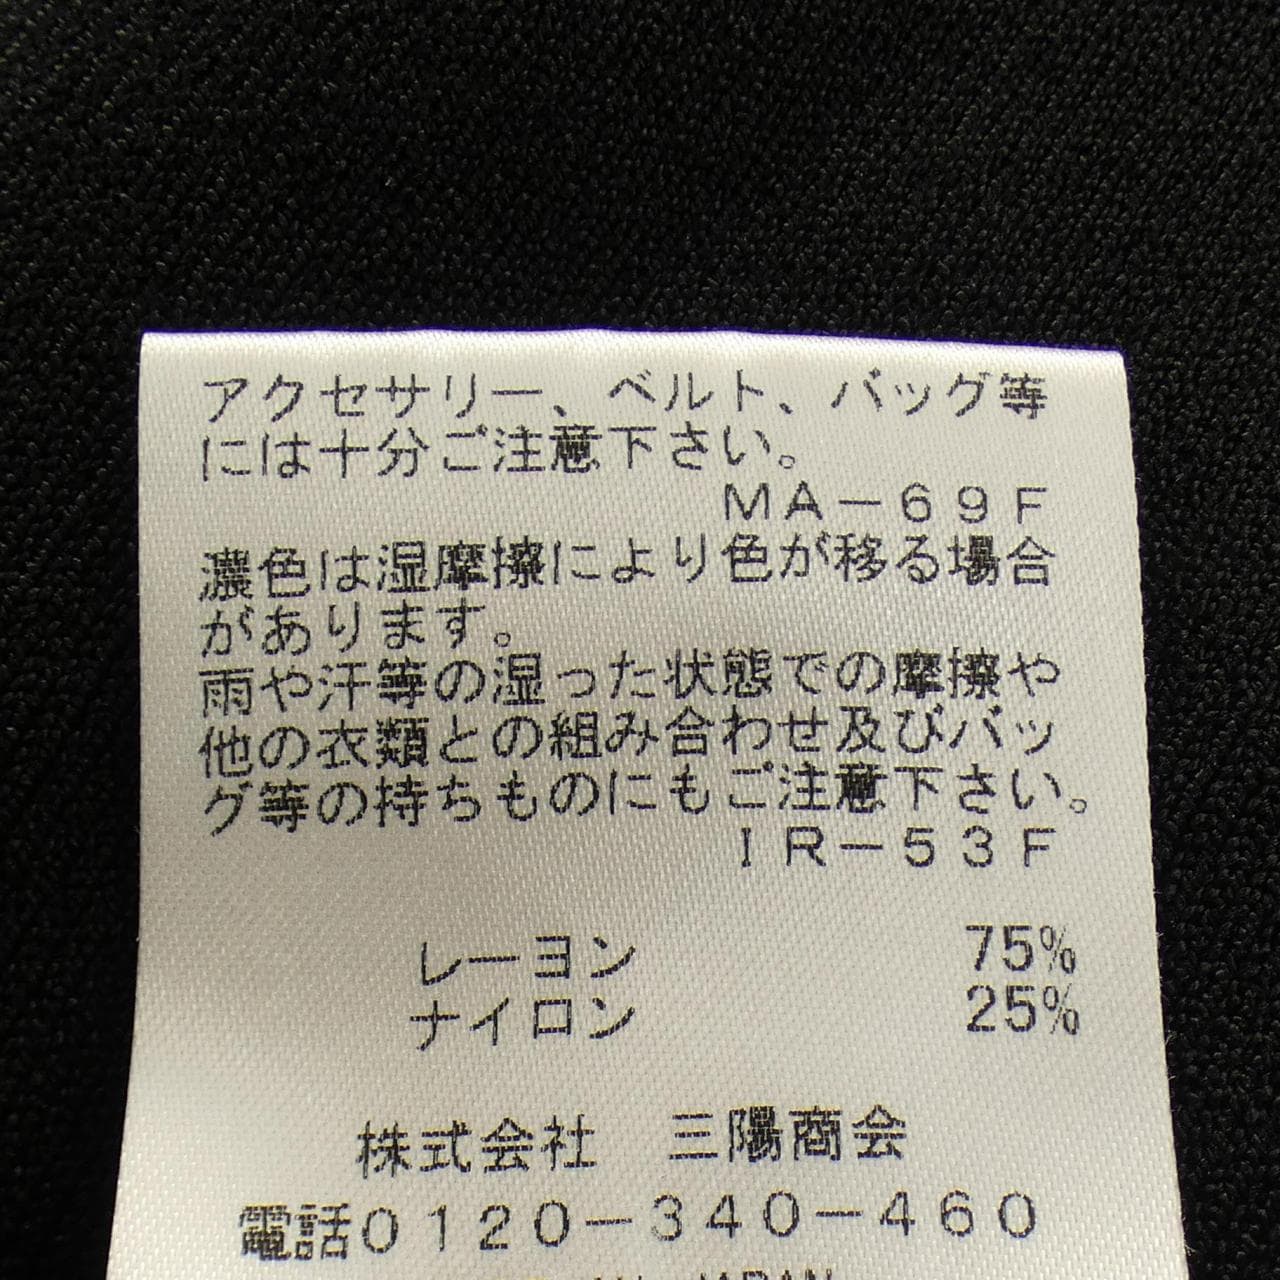 アクセサリー、ベルト、バッグ等
には十分ご注意下さい。
ＭＡ－６９Ｆ
濃色は湿摩擦により色が移る場合
があります。
雨や汗等の湿った状態での摩擦や
他の衣類との組み合わせ及びバッ
グ等の持ちものにもご注意下さい。
ＩＲ－５３Ｆ
レーヨン 75%
ナイロン 25%
株式会社　三陽商会
電話０１２０－３４０－４６０
JAPAN